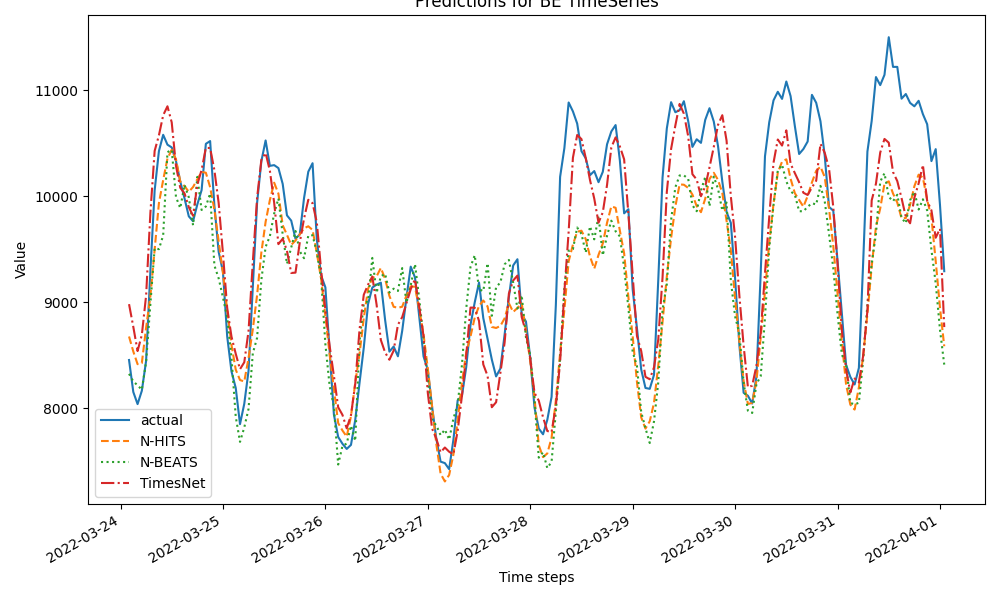 Predictions for BE TimeSeries
11000
10000
9000
8000
Value
actual
N-HITS
N-BEATS
TimesNet
2022-03-24
2022-03-25
2022-03-26
2022-03-27
2022-03-28
2022-03-29
2022-03-30
2022-03-31
2022-04-01
Time steps